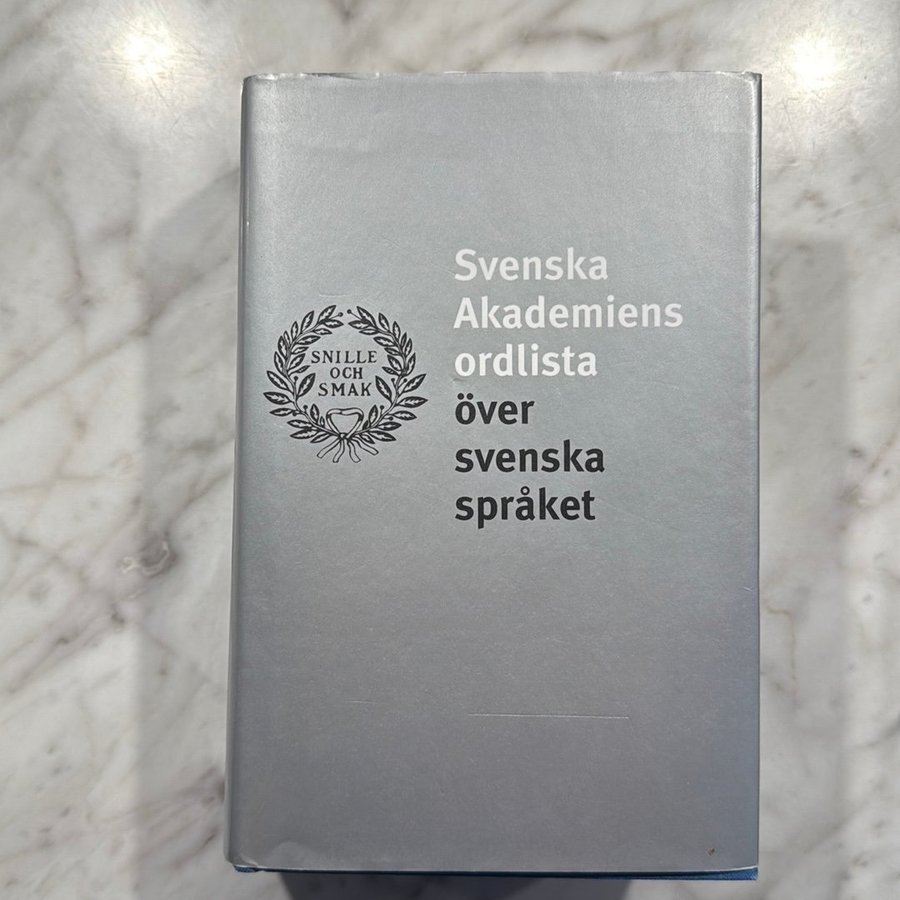 SNILLE
OCH
SMAK
Svenska
Akademiens
ordlista
över
svenska
språket